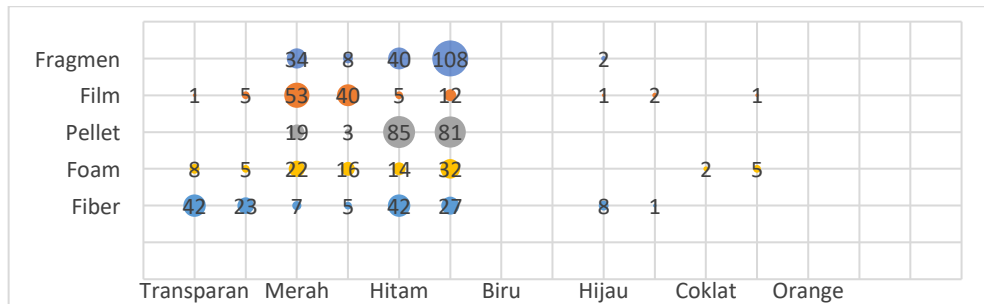 Fragmen 34 8 40 108 2
Film 1 5 53 40 5 12 1 2 1
Pellet 19 3 85 81
Foam 8 5 22 16 14 32 2 5
Fiber 42 23 7 5 42 27 8 1
Transparan Merah Hitam Biru Hijau Coklat Orange